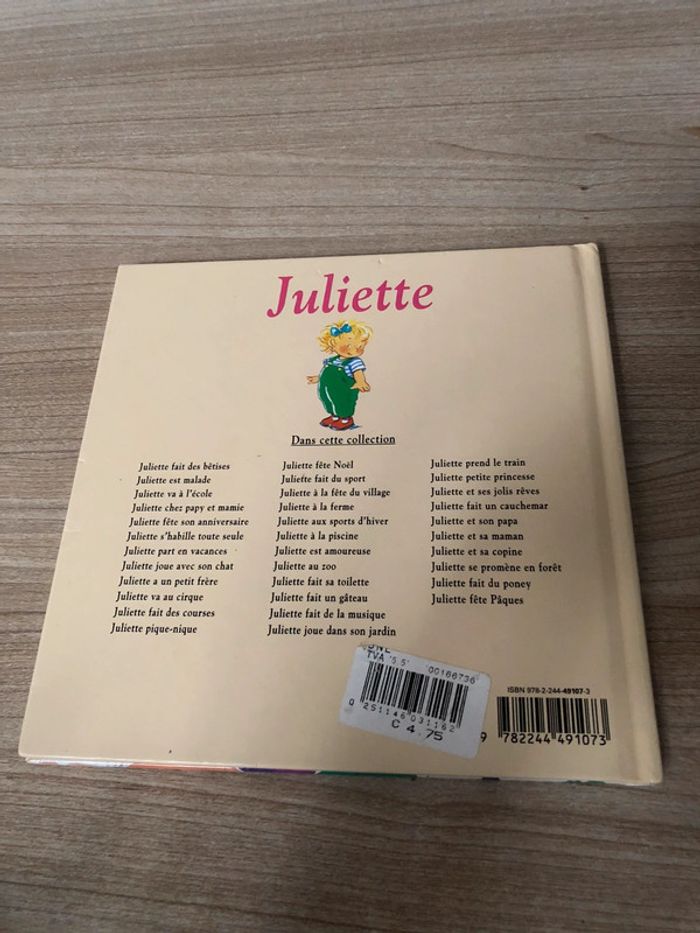 Juliette
Dans cette collection
Juliette fait des bêtises
Juliette est malade
Juliette va à l'école
Juliette chez papy et mamie
Juliette fête son anniversaire
Juliette s'habille toute seule
Juliette part en vacances
Juliette joue avec son chat
Juliette a un petit frère
Juliette va au cirque
Juliette fait des courses
Juliette pique-nique
Juliette fête Noël
Juliette fait du sport
Juliette à la fête du village
Juliette à la ferme
Juliette aux sports d'hiver
Juliette à la piscine
Juliette est amoureuse
Juliette au zoo
Juliette fait sa toilette
Juliette fait un gâteau
Juliette fait de la musique
Juliette joue dans son jardin
Juliette prend le train
Juliette petite princesse
Juliette et ses jolis rêves
Juliette fait un cauchemar
Juliette et son papa
Juliette et sa maman
Juliette et sa copine
Juliette se promène en forêt
Juliette fait du poney
Juliette fête Pâques
TVA '5.5' 00186736
0 251146 031162
€ 4.75
ISBN 978-2-244-49107-3
9 782244 491073